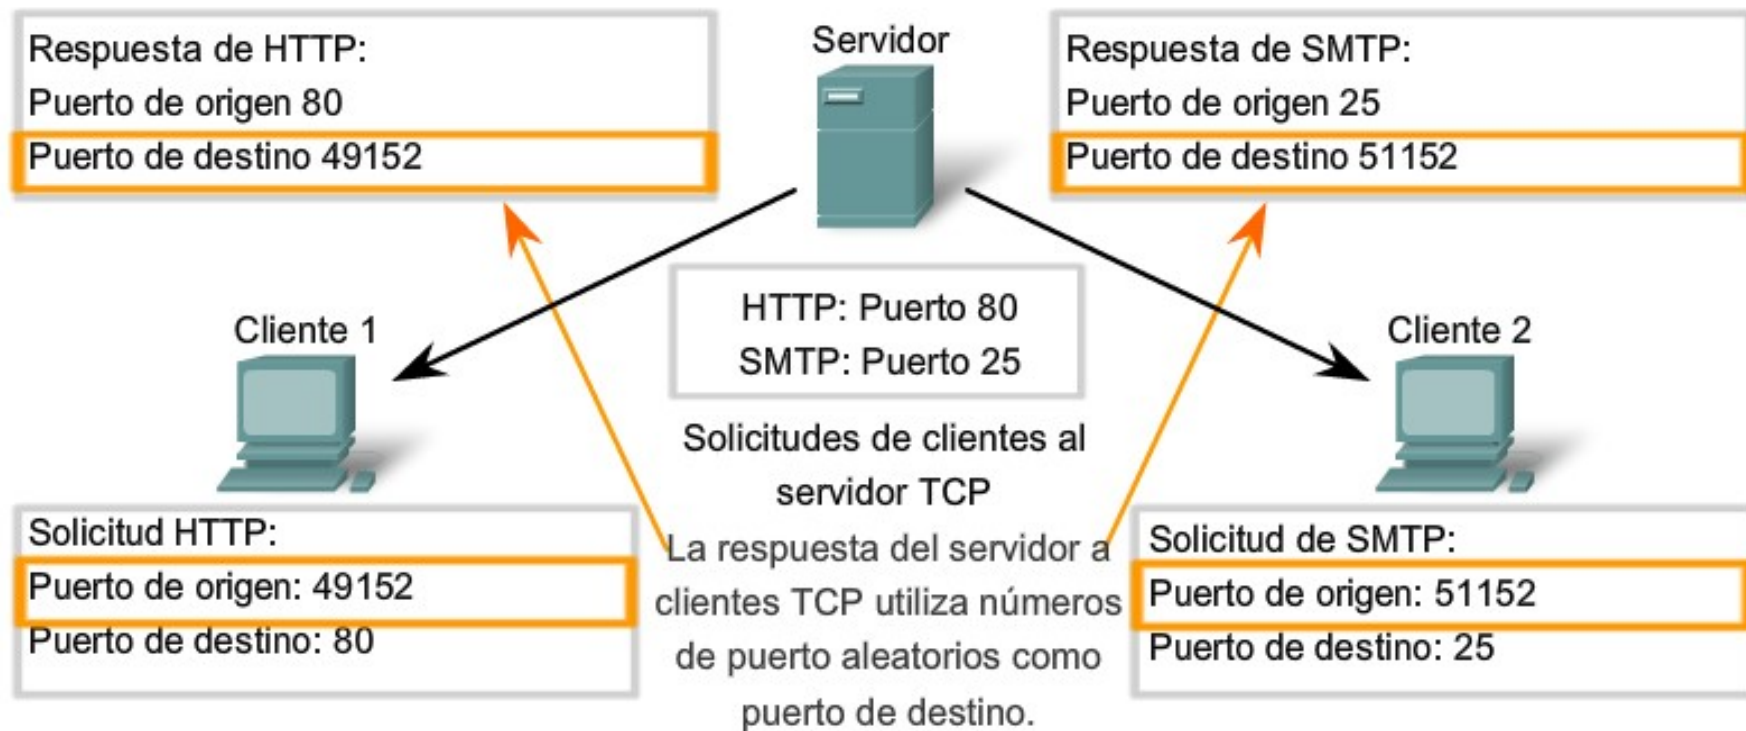 Respuesta de HTTP:
Puerto de origen 80
Puerto de destino 49152
Servidor
Respuesta de SMTP:
Puerto de origen 25
Puerto de destino 51152
HTTP: Puerto 80
SMTP: Puerto 25
Cliente 1
Cliente 2
Solicitudes de clientes al
servidor TCP
La respuesta del servidor a
clientes TCP utiliza números
de puerto aleatorios como
puerto de destino.
Solicitud HTTP:
Puerto de origen: 49152
Puerto de destino: 80
Solicitud de SMTP:
Puerto de origen: 51152
Puerto de destino: 25